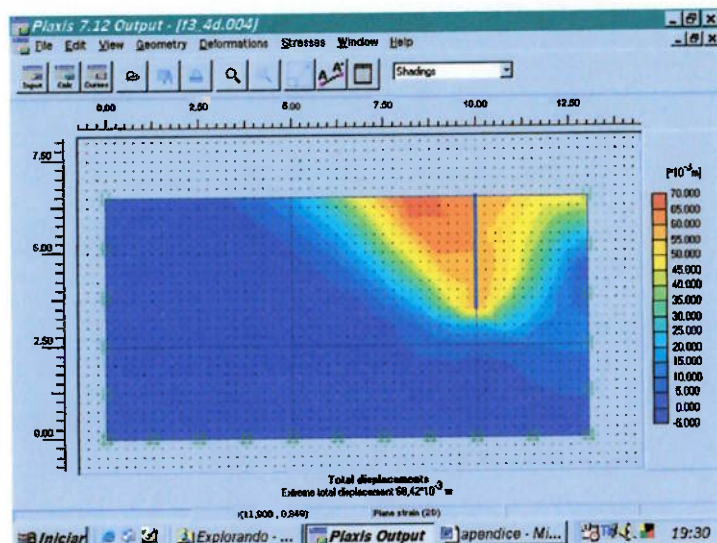 Plaxis 7.12 Output - [f3_4d.004]
File Edit View Geometry Deformations Stresses Window Help
Input Calc Curves A A* Shadings
0.00 2.50 5.00 7.50 10.00 12.50
7.50
5.00
2.50
0.00
[*10⁻³m]
70.000
65.000
60.000
55.000
50.000
45.000
40.000
35.000
30.000
25.000
20.000
15.000
10.000
5.000
0.000
-5.000
Total displacements
Extreme total displacement 68,42*10⁻³ m
Plane strain (2D)
Iniciar Explorando - ... Plaxis Output apendice - Mi... 19:30